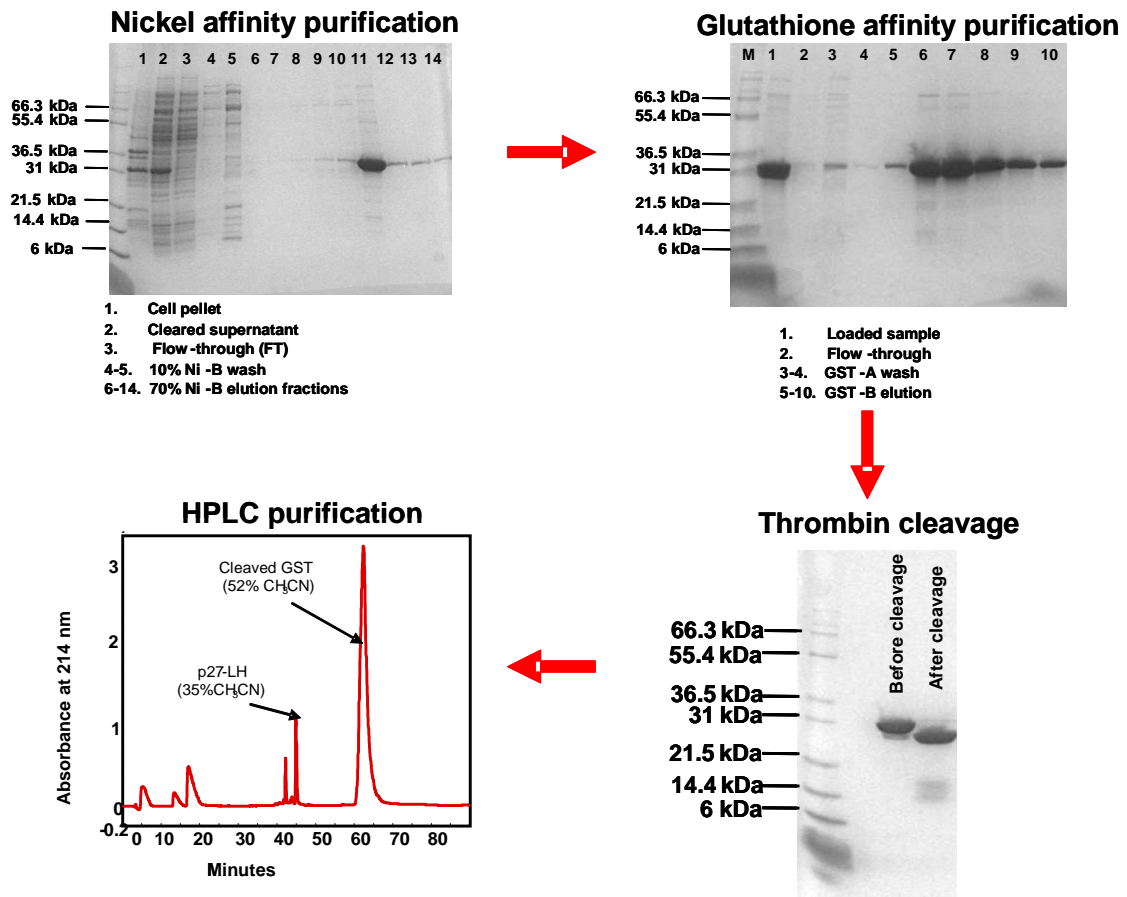 Nickel affinity purification
1 2 3 4 5 6 7 8 9 10 11 12 13 14
66.3 kDa
55.4 kDa
36.5 kDa
31 kDa
21.5 kDa
14.4 kDa
6 kDa
1. Cell pellet
2. Cleared supernatant
3. Flow-through (FT)
4-5. 10% Ni-B wash
6-14. 70% Ni-B elution fractions
Glutathione affinity purification
M 1 2 3 4 5 6 7 8 9 10
66.3 kDa
55.4 kDa
36.5 kDa
31 kDa
21.5 kDa
14.4 kDa
6 kDa
1. Loaded sample
2. Flow-through
3-4. GST-A wash
5-10. GST-B elution
Thrombin cleavage
Before cleavage
After cleavage
66.3 kDa
55.4 kDa
36.5 kDa
31 kDa
21.5 kDa
14.4 kDa
6 kDa
HPLC purification
Absorbance at 214 nm
3
2
1
0
-0.2
Cleaved GST
(52% CH3CN)
p27-LH
(35%CH3CN)
0 10 20 30 40 50 60 70 80
Minutes